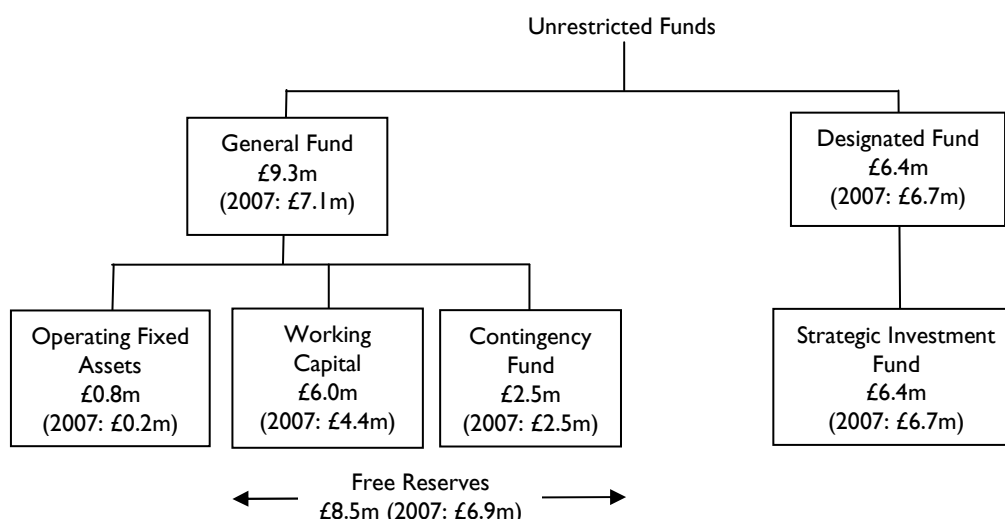 Unrestricted Funds
General Fund
£9.3m
(2007: £7.1m)
Designated Fund
£6.4m
(2007: £6.7m)
Operating Fixed
Assets
£0.8m
(2007: £0.2m)
Working
Capital
£6.0m
(2007: £4.4m)
Contingency
Fund
£2.5m
(2007: £2.5m)
Strategic Investment
Fund
£6.4m
(2007: £6.7m)
Free Reserves
£8.5m (2007: £6.9m)